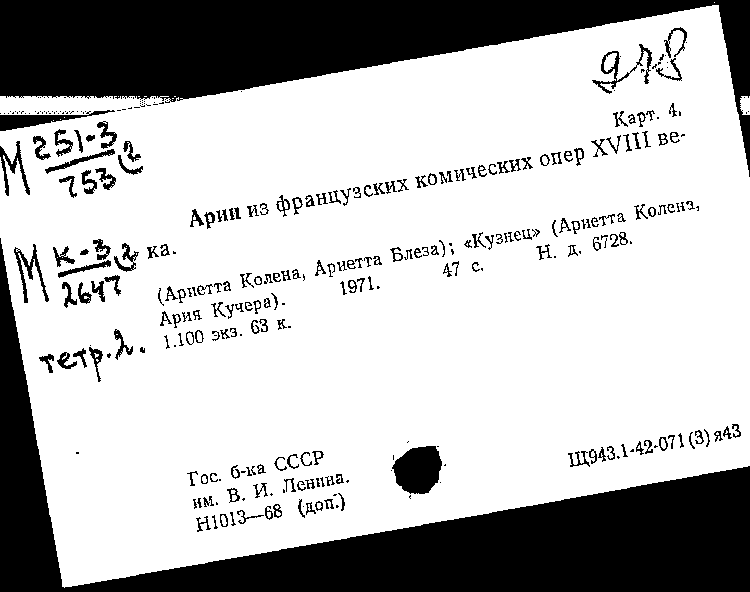 978
Карт. 4.
М 251-3/753 2
Арии из французских комических опер XVIII ве-
М К-3/2647 2 ка.
(Ариетта Колена, Ариетта Блеза); «Кузнец» (Ариетта Колена,
Ария Кучера). 1971. 47 с. Н. д. 6728.
тетр. 2. 1.100 экз. 63 к.
Гос. б-ка СССР
им. В. И. Ленина.
Н1013—68 (доп.)
Щ943.1-42-071(3)я43